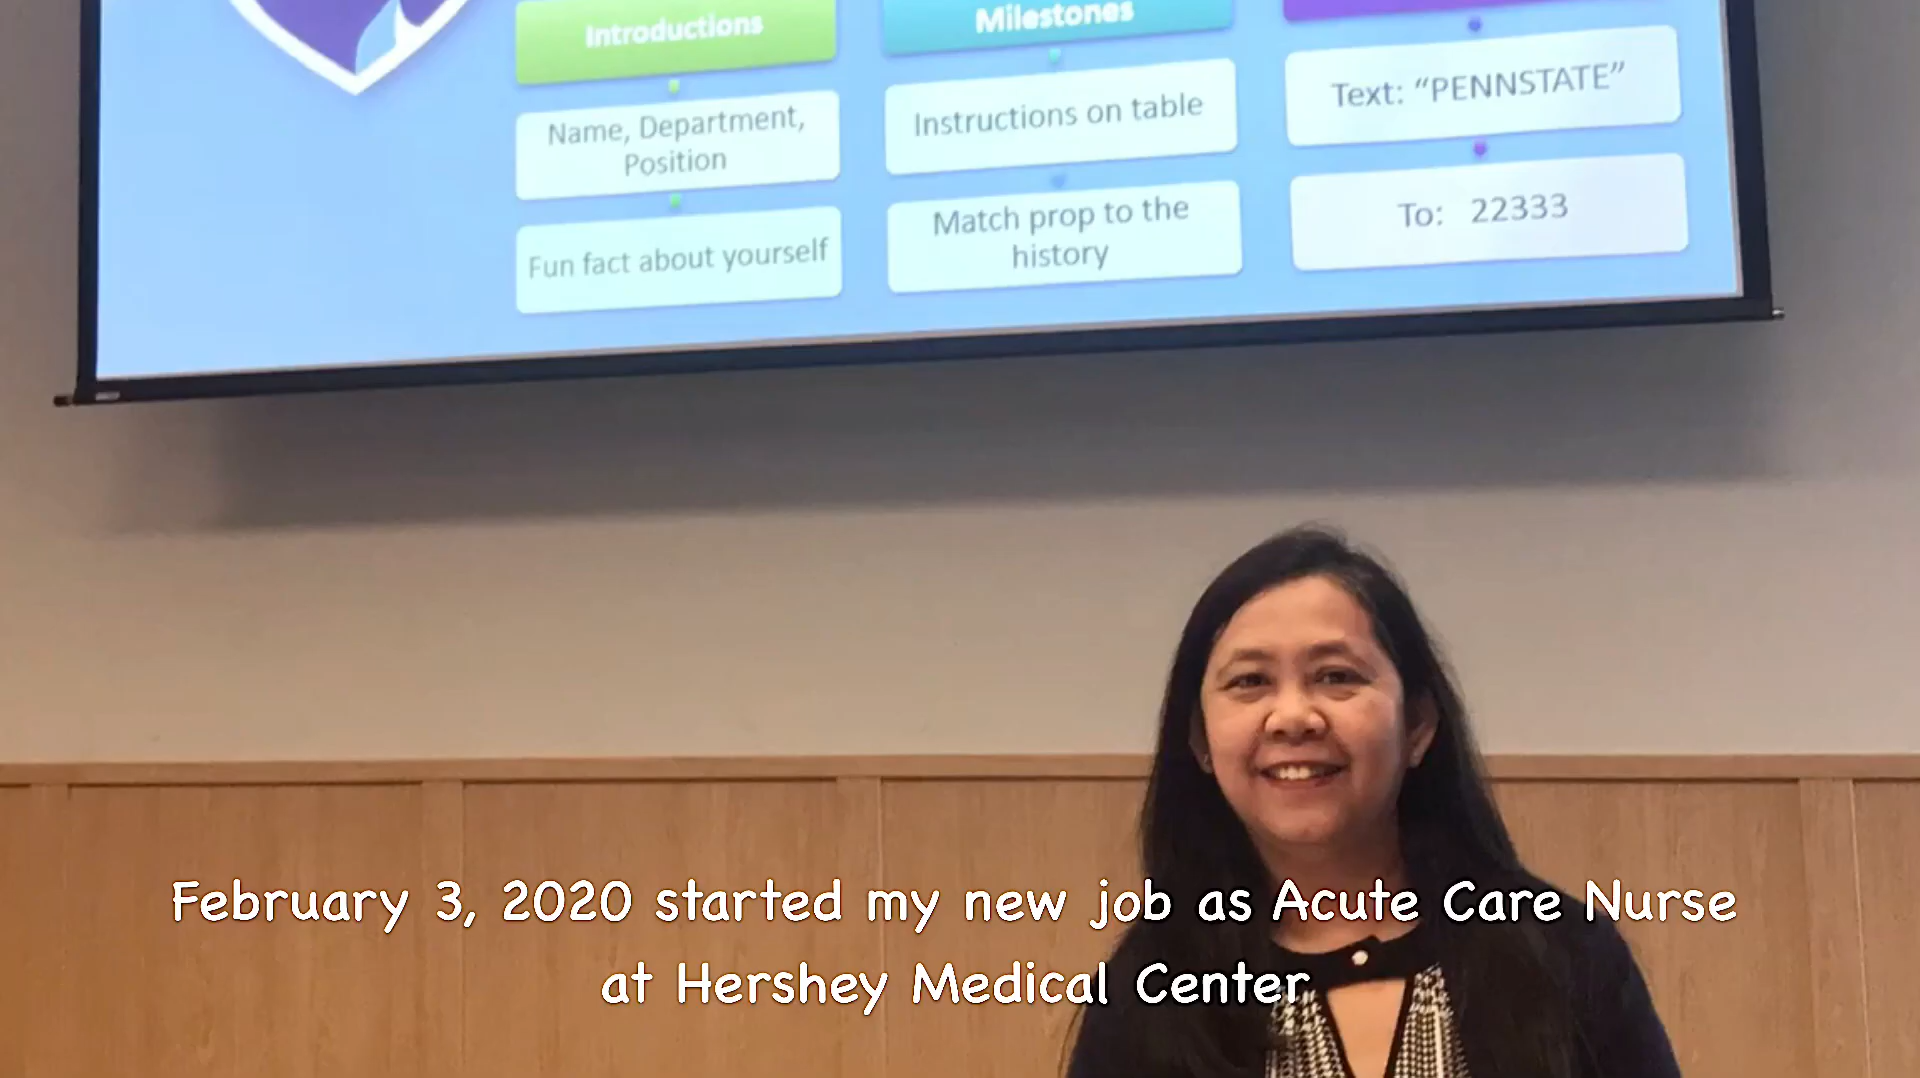 Introductions
Name, Department,
Position
Fun fact about yourself
Milestones
Instructions on table
Match prop to the
history
Text: “PENNSTATE”
To: 22333
February 3, 2020 started my new job as Acute Care Nurse
at Hershey Medical Center